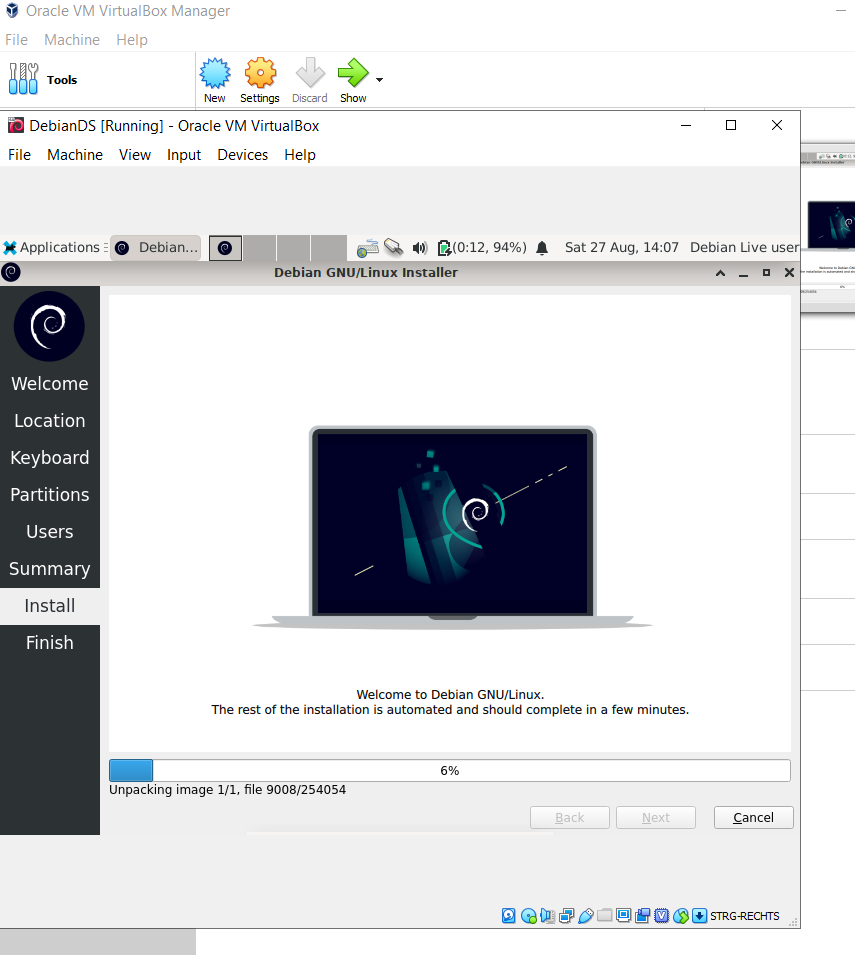 Oracle VM VirtualBox Manager
File Machine Help
Tools
New Settings Discard Show
DebianDS [Running] - Oracle VM VirtualBox
File Machine View Input Devices Help
Applications Debian... (0:12, 94%) Sat 27 Aug, 14:07 Debian Live user
Debian GNU/Linux Installer
Welcome
Location
Keyboard
Partitions
Users
Summary
Install
Finish
Welcome to Debian GNU/Linux.
The rest of the installation is automated and should complete in a few minutes.
6%
Unpacking image 1/1, file 9008/254054
Back Next Cancel
STRG-RECHTS